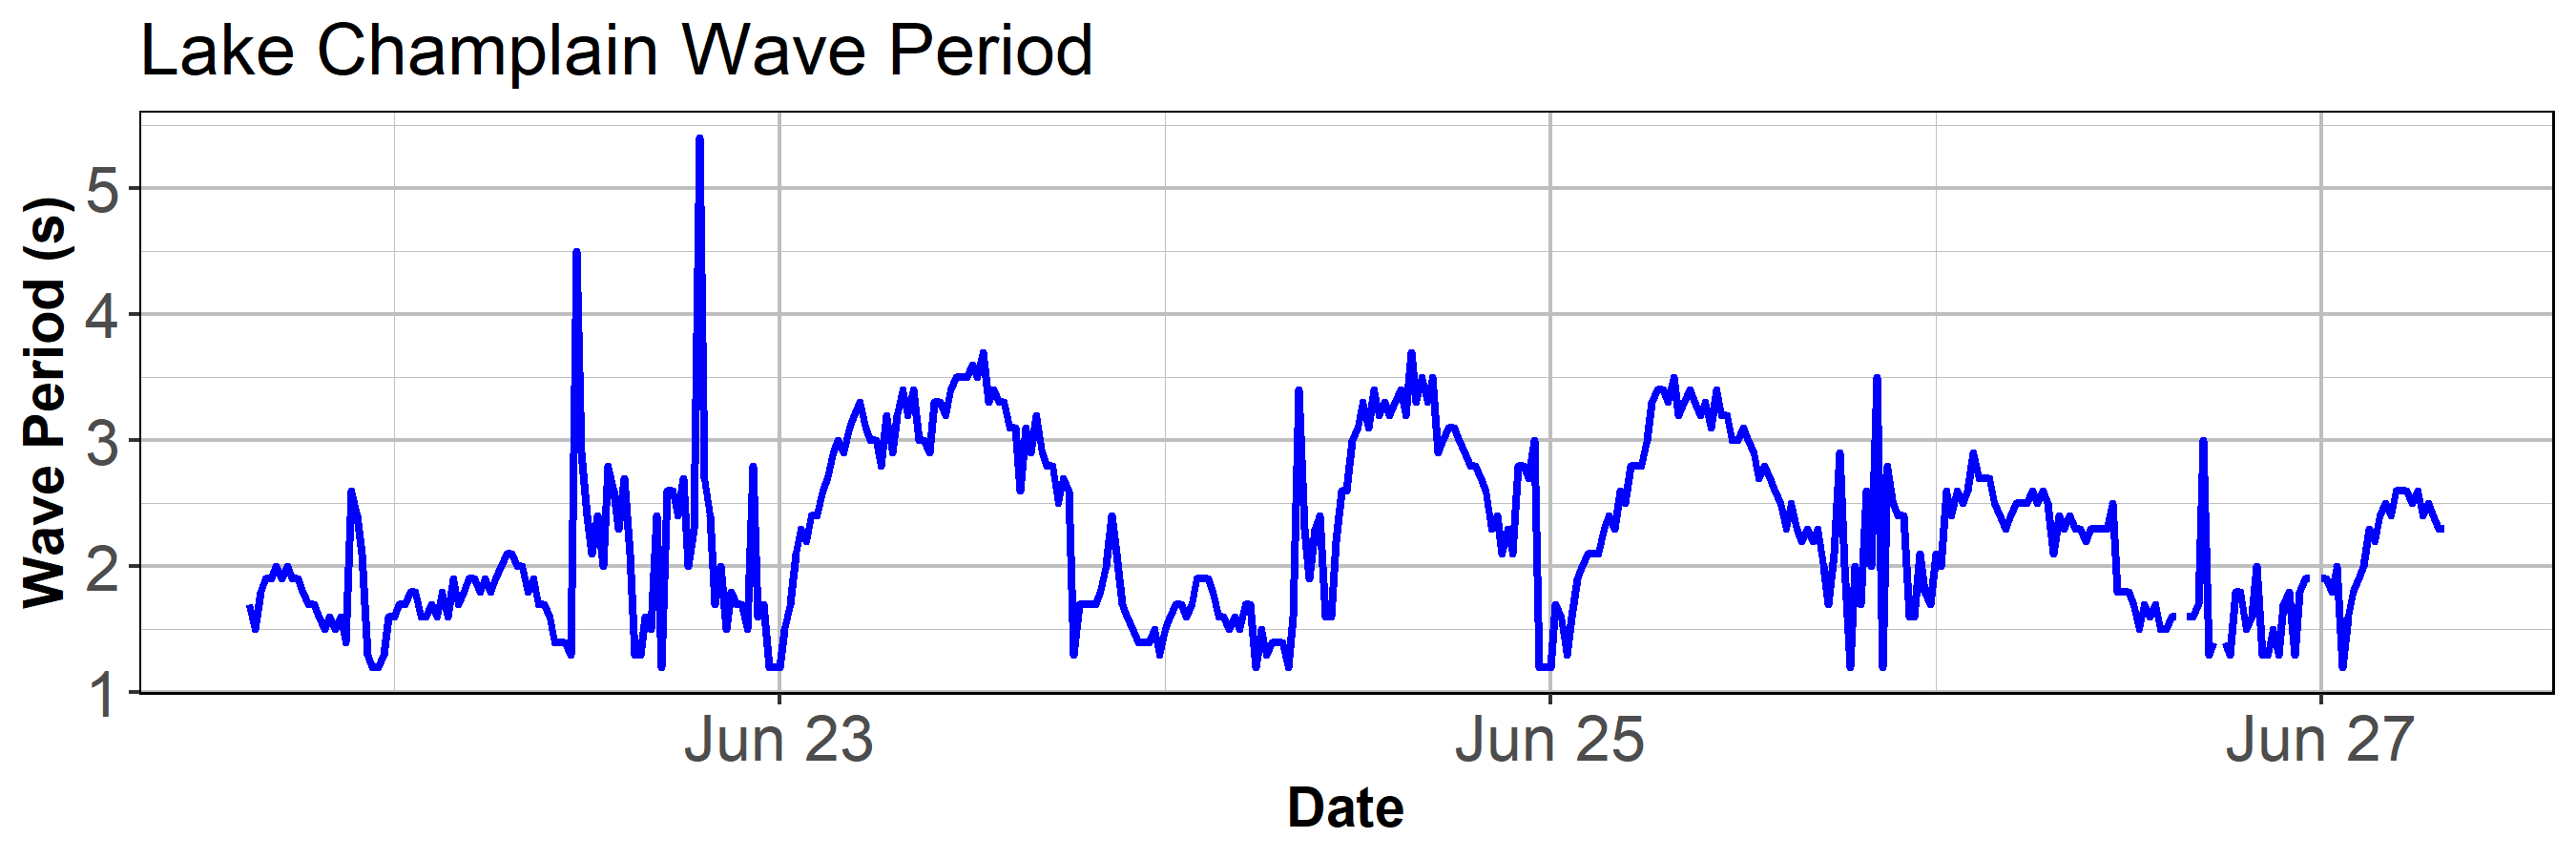 Lake Champlain Wave Period
Wave Period (s)
5
4
3
2
1
Jun 23
Jun 25
Jun 27
Date